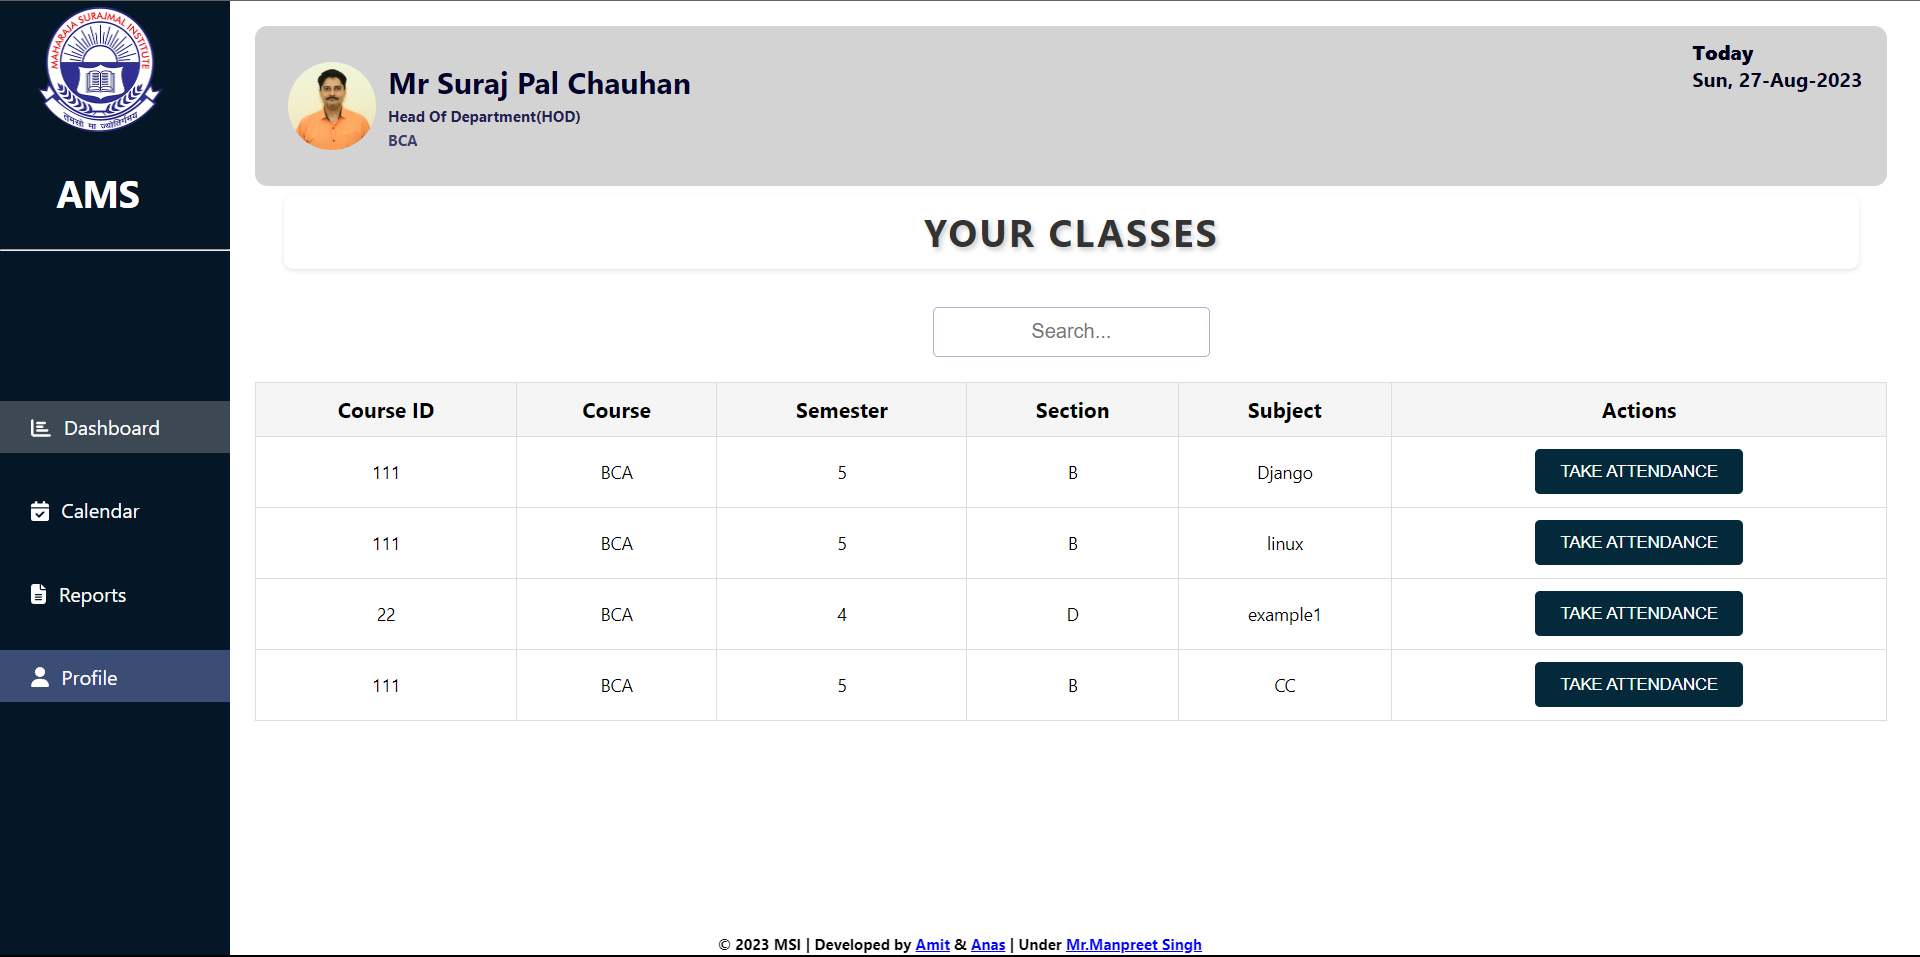 MAHARAJA SURAJMAL INSTITUTE
तमसो मा ज्योतिर्गमय
AMS
Dashboard
Calendar
Reports
Profile
Mr Suraj Pal Chauhan
Head Of Department(HOD)
BCA
Today
Sun, 27-Aug-2023
YOUR CLASSES
Search...
Course ID Course Semester Section Subject Actions
111 BCA 5 B Django TAKE ATTENDANCE
111 BCA 5 B linux TAKE ATTENDANCE
22 BCA 4 D example1 TAKE ATTENDANCE
111 BCA 5 B CC TAKE ATTENDANCE
© 2023 MSI | Developed by Amit & Anas | Under Mr.Manpreet Singh